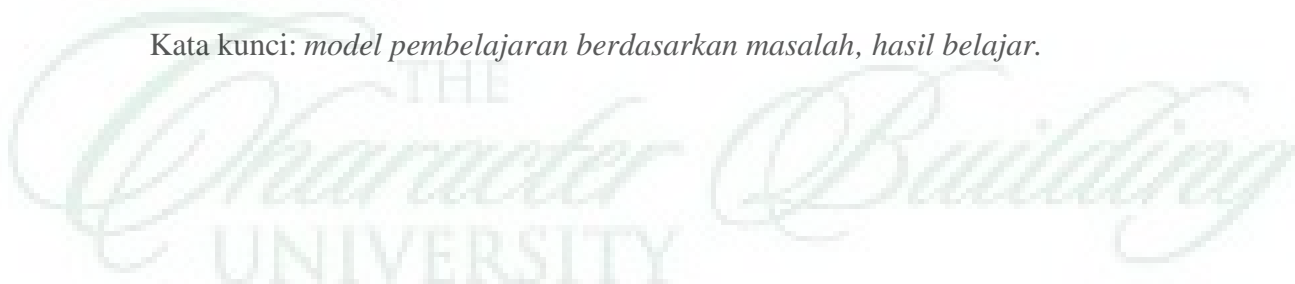 Kata kunci: model pembelajaran berdasarkan masalah, hasil belajar.
THE
Character Building
UNIVERSITY